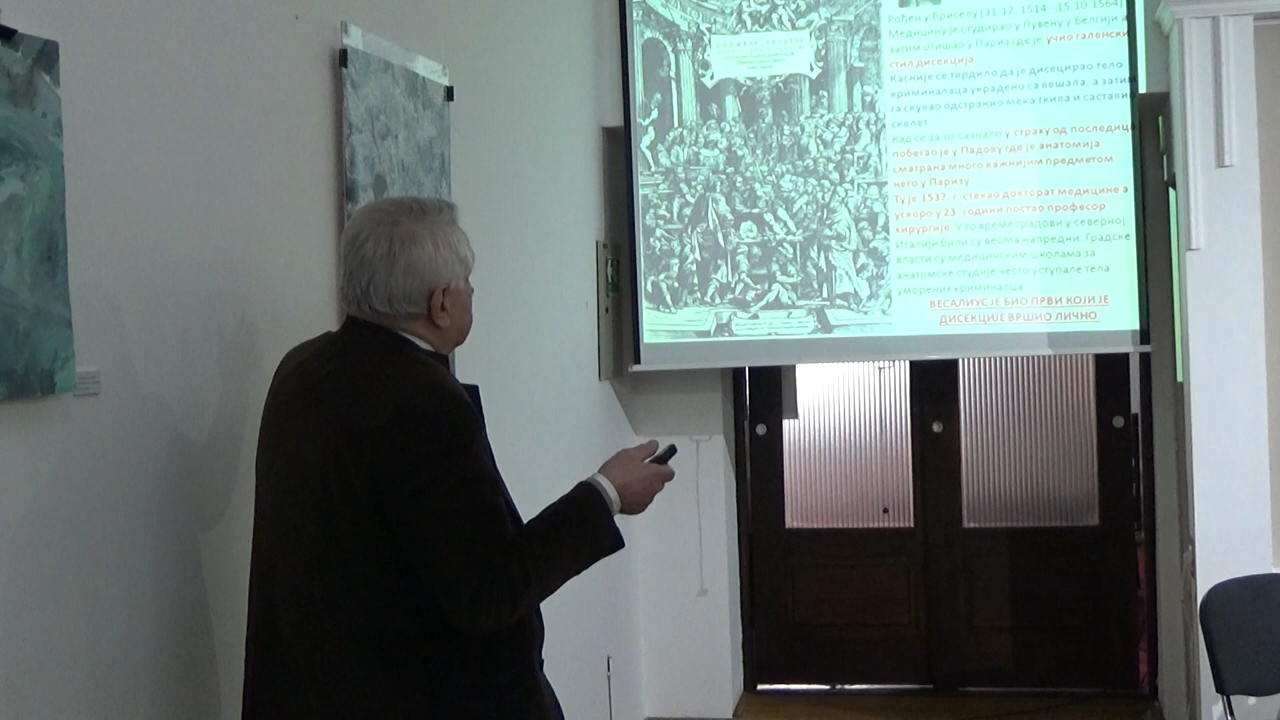 Рођен у Бриселу (31.12. 1514.-15.10.1564)
Медицину је студирао у Лувену у Белгији а
затим отишао у Париз где је учио галенски
стил дисекција.
Касније се тврдило да је дисецирао тело
криминалаца украдено са вешала, а затим
га скувао одстранио мека ткива и саставио
скелет.
Кад се за то сазнало у страху од последица
побегао је у Падову где је анатомија
сматрана много важнијим предметом
него у Паризу.
Ту је 1537. г. стекао докторат медицине а
ускоро у 23. години постао професор
хирургије. У то време градови у северној
Италији били су веома напредни. Градске
власти су медицинским школама за
анатомске студије често уступале тела
уморених криминалца.
ВЕСАЛИУС ЈЕ БИО ПРВИ КОЈИ ЈЕ
ДИСЕКЦИЈЕ ВРШИО ЛИЧНО.